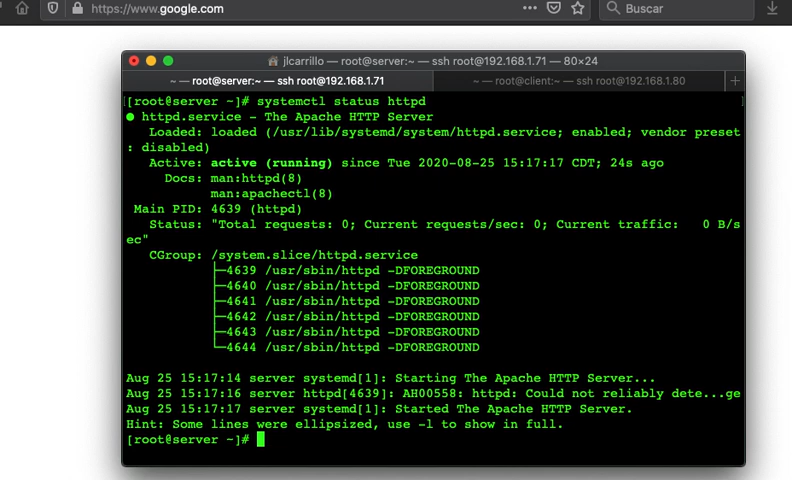 https://www.google.com
Buscar
jlcarrillo — root@server:~ — ssh root@192.168.1.71 — 80×24
~ — root@server:~ — ssh root@192.168.1.71
~ — root@client:~ — ssh root@192.168.1.80
[root@server ~]# systemctl status httpd
● httpd.service - The Apache HTTP Server
Loaded: loaded (/usr/lib/systemd/system/httpd.service; enabled; vendor preset
: disabled)
Active: active (running) since Tue 2020-08-25 15:17:17 CDT; 24s ago
Docs: man:httpd(8)
man:apachectl(8)
Main PID: 4639 (httpd)
Status: "Total requests: 0; Current requests/sec: 0; Current traffic:   0 B/s
ec"
CGroup: /system.slice/httpd.service
├─4639 /usr/sbin/httpd -DFOREGROUND
├─4640 /usr/sbin/httpd -DFOREGROUND
├─4641 /usr/sbin/httpd -DFOREGROUND
├─4642 /usr/sbin/httpd -DFOREGROUND
├─4643 /usr/sbin/httpd -DFOREGROUND
└─4644 /usr/sbin/httpd -DFOREGROUND
Aug 25 15:17:14 server systemd[1]: Starting The Apache HTTP Server...
Aug 25 15:17:16 server httpd[4639]: AH00558: httpd: Could not reliably dete...ge
Aug 25 15:17:17 server systemd[1]: Started The Apache HTTP Server.
Hint: Some lines were ellipsized, use -l to show in full.
[root@server ~]#